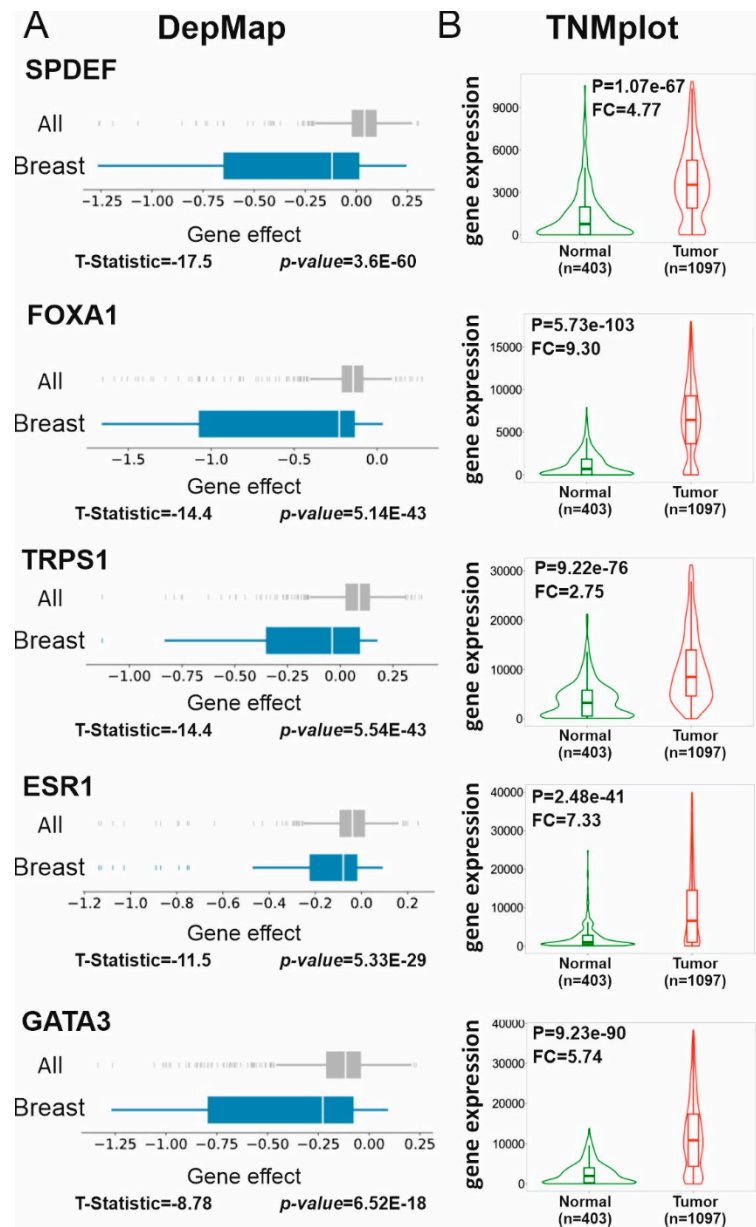 A DepMap
B TNMplot
SPDEF
All
Breast
−1.25 −1.00 −0.75 −0.50 −0.25 0.00 0.25
Gene effect
T-Statistic=-17.5 p-value=3.6E-60
gene expression
9000
6000
3000
0
P=1.07e-67
FC=4.77
Normal Tumor
(n=403) (n=1097)
FOXA1
All
Breast
−1.5 −1.0 −0.5 0.0
Gene effect
T-Statistic=-14.4 p-value=5.14E-43
gene expression
15000
10000
5000
0
P=5.73e-103
FC=9.30
Normal Tumor
(n=403) (n=1097)
TRPS1
All
Breast
−1.00 −0.75 −0.50 −0.25 0.00 0.25
Gene effect
T-Statistic=-14.4 p-value=5.54E-43
gene expression
30000
20000
10000
0
P=9.22e-76
FC=2.75
Normal Tumor
(n=403) (n=1097)
ESR1
All
Breast
−1.2 −1.0 −0.8 −0.6 −0.4 −0.2 0.0 0.2
Gene effect
T-Statistic=-11.5 p-value=5.33E-29
gene expression
40000
30000
20000
10000
0
P=2.48e-41
FC=7.33
Normal Tumor
(n=403) (n=1097)
GATA3
All
Breast
−1.25 −1.00 −0.75 −0.50 −0.25 0.00 0.25
Gene effect
T-Statistic=-8.78 p-value=6.52E-18
gene expression
40000
30000
20000
10000
0
P=9.23e-90
FC=5.74
Normal Tumor
(n=403) (n=1097)